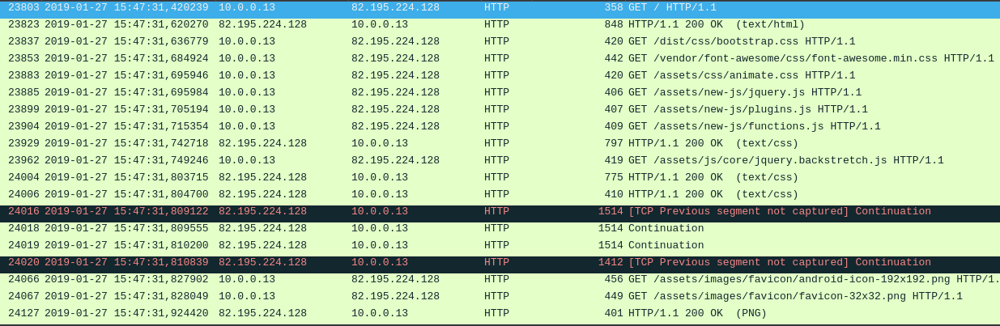 23803 2019-01-27 15:47:31,420239 10.0.0.13 82.195.224.128 HTTP 358 GET / HTTP/1.1
23823 2019-01-27 15:47:31,620270 82.195.224.128 10.0.0.13 HTTP 848 HTTP/1.1 200 OK (text/html)
23837 2019-01-27 15:47:31,636779 10.0.0.13 82.195.224.128 HTTP 420 GET /dist/css/bootstrap.css HTTP/1.1
23853 2019-01-27 15:47:31,684924 10.0.0.13 82.195.224.128 HTTP 442 GET /vendor/font-awesome/css/font-awesome.min.css HTTP/1.1
23883 2019-01-27 15:47:31,695946 10.0.0.13 82.195.224.128 HTTP 420 GET /assets/css/animate.css HTTP/1.1
23885 2019-01-27 15:47:31,695984 10.0.0.13 82.195.224.128 HTTP 406 GET /assets/new-js/jquery.js HTTP/1.1
23899 2019-01-27 15:47:31,705194 10.0.0.13 82.195.224.128 HTTP 407 GET /assets/new-js/plugins.js HTTP/1.1
23904 2019-01-27 15:47:31,715354 10.0.0.13 82.195.224.128 HTTP 409 GET /assets/new-js/functions.js HTTP/1.1
23929 2019-01-27 15:47:31,742718 82.195.224.128 10.0.0.13 HTTP 797 HTTP/1.1 200 OK (text/css)
23962 2019-01-27 15:47:31,749246 10.0.0.13 82.195.224.128 HTTP 419 GET /assets/js/core/jquery.backstretch.js HTTP/1.1
24004 2019-01-27 15:47:31,803715 82.195.224.128 10.0.0.13 HTTP 775 HTTP/1.1 200 OK (text/css)
24006 2019-01-27 15:47:31,804700 82.195.224.128 10.0.0.13 HTTP 410 HTTP/1.1 200 OK (text/css)
24016 2019-01-27 15:47:31,809122 82.195.224.128 10.0.0.13 HTTP 1514 [TCP Previous segment not captured] Continuation
24018 2019-01-27 15:47:31,809555 82.195.224.128 10.0.0.13 HTTP 1514 Continuation
24019 2019-01-27 15:47:31,810200 82.195.224.128 10.0.0.13 HTTP 1514 Continuation
24020 2019-01-27 15:47:31,810839 82.195.224.128 10.0.0.13 HTTP 1412 [TCP Previous segment not captured] Continuation
24066 2019-01-27 15:47:31,827902 10.0.0.13 82.195.224.128 HTTP 456 GET /assets/images/favicon/android-icon-192x192.png HTTP/1.
24067 2019-01-27 15:47:31,828049 10.0.0.13 82.195.224.128 HTTP 449 GET /assets/images/favicon/favicon-32x32.png HTTP/1.1
24127 2019-01-27 15:47:31,924420 82.195.224.128 10.0.0.13 HTTP 401 HTTP/1.1 200 OK (PNG)